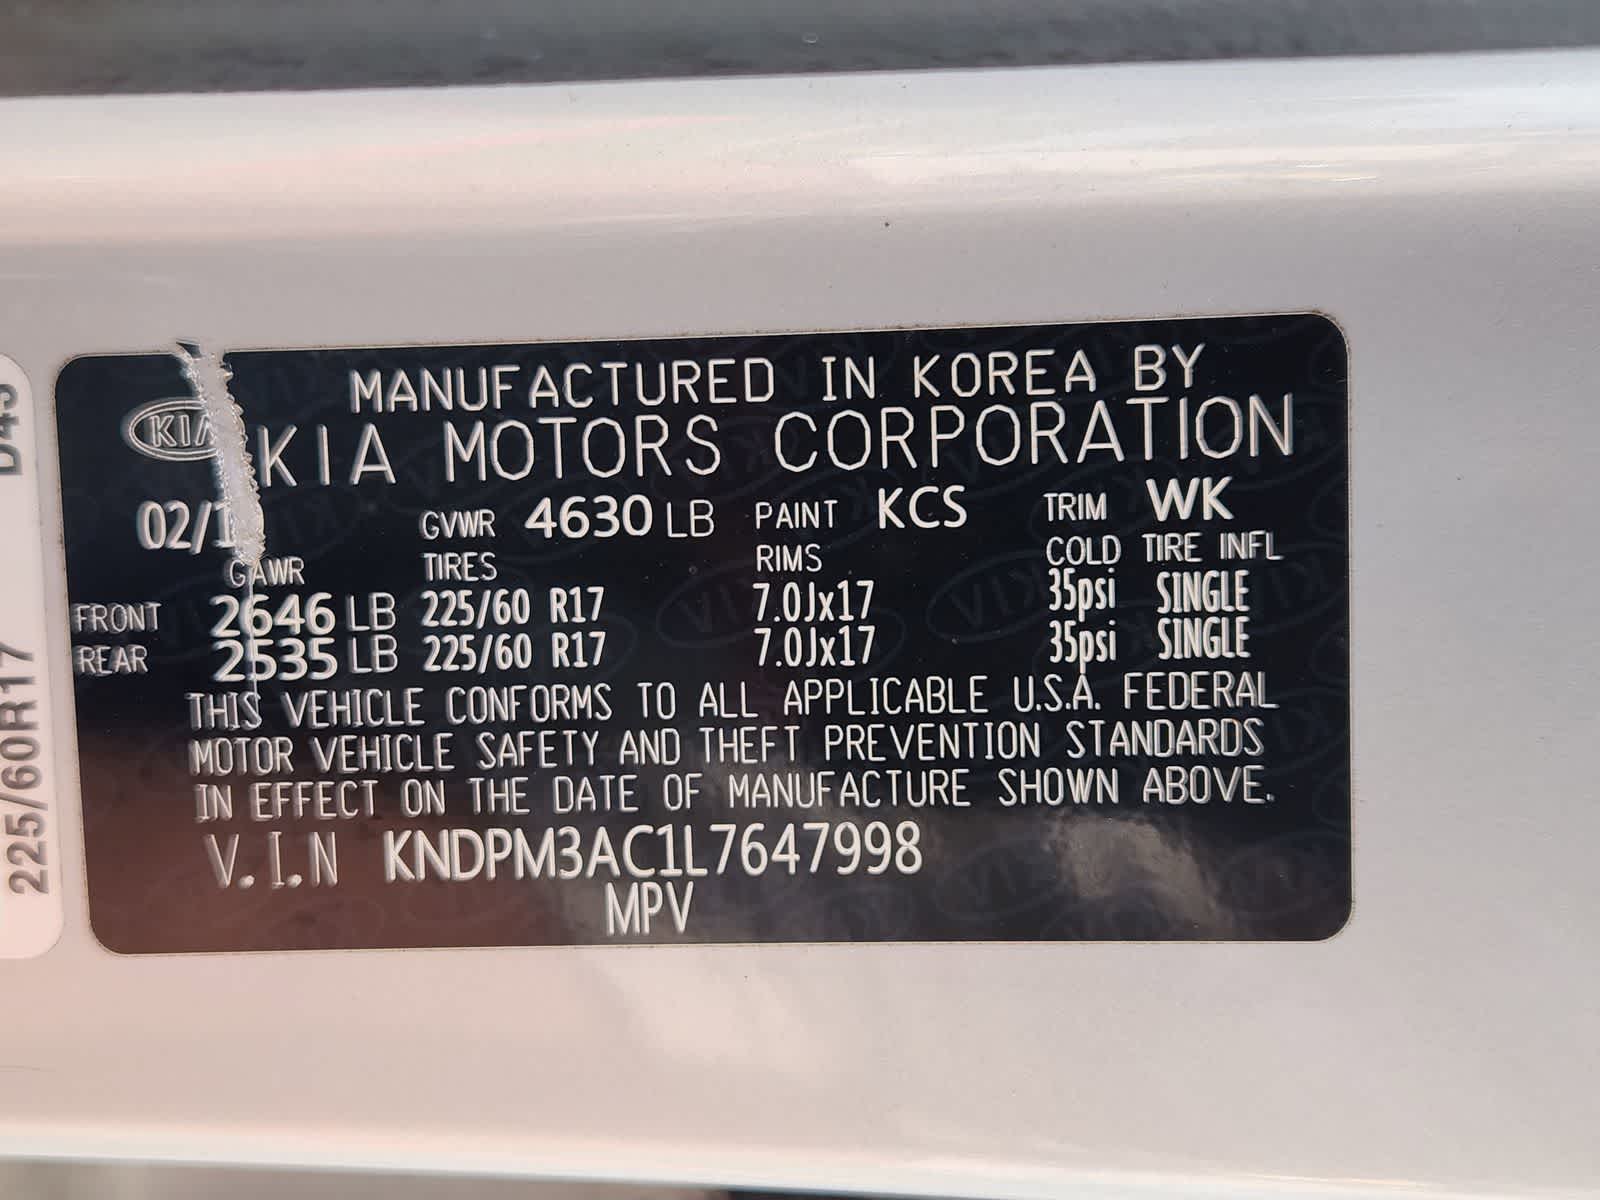 MANUFACTURED IN KOREA BY
KIA KIA MOTORS CORPORATION
GVWR 4630 LB PAINT KCS TRIM WK
GAWR TIRES RIMS COLD TIRE INFL
FRONT 2646 LB 225/60 R17 7.0Jx17 35psi SINGLE
REAR 2535 LB 225/60 R17 7.0Jx17 35psi SINGLE
THIS VEHICLE CONFORMS TO ALL APPLICABLE U.S.A. FEDERAL
MOTOR VEHICLE SAFETY AND THEFT PREVENTION STANDARDS
IN EFFECT ON THE DATE OF MANUFACTURE SHOWN ABOVE.
V.I.N KNDPM3AC1L7647998
MPV
225/60R17